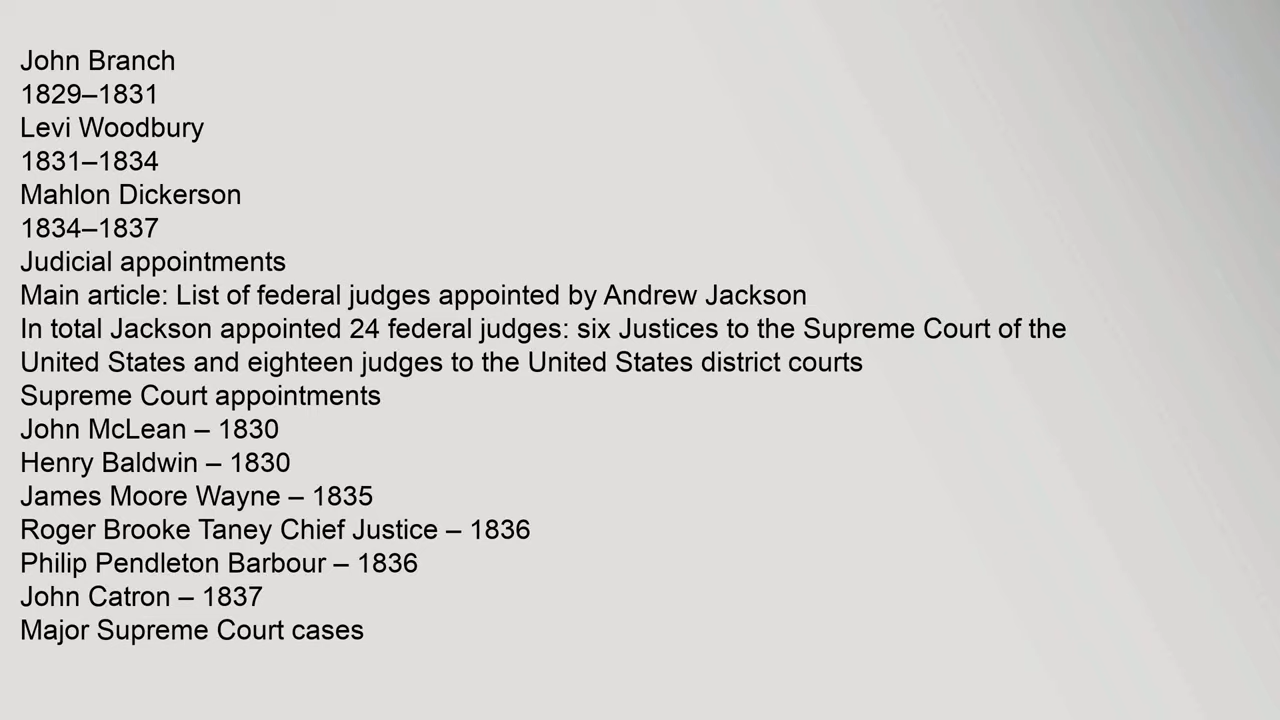 John Branch
1829–1831
Levi Woodbury
1831–1834
Mahlon Dickerson
1834–1837
Judicial appointments
Main article: List of federal judges appointed by Andrew Jackson
In total Jackson appointed 24 federal judges: six Justices to the Supreme Court of the
United States and eighteen judges to the United States district courts
Supreme Court appointments
John McLean – 1830
Henry Baldwin – 1830
James Moore Wayne – 1835
Roger Brooke Taney Chief Justice – 1836
Philip Pendleton Barbour – 1836
John Catron – 1837
Major Supreme Court cases